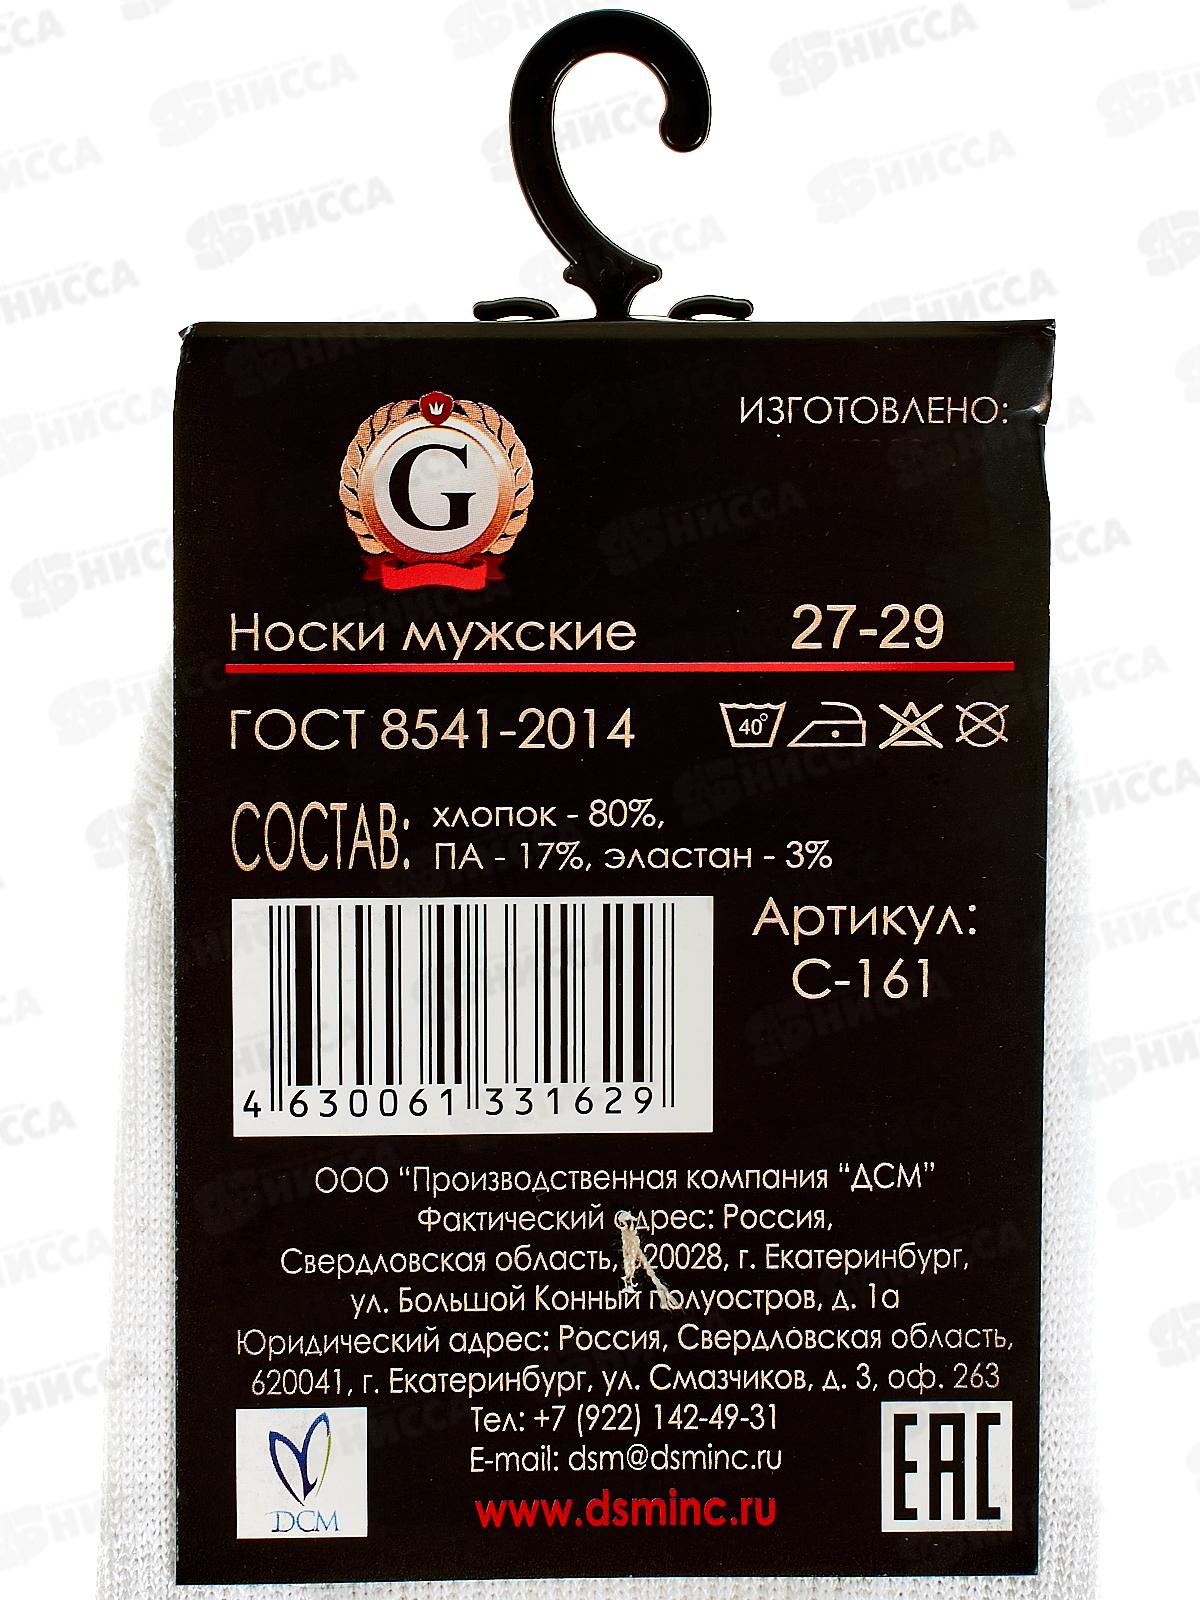 G
ИЗГОТОВЛЕНО:
Носки мужские 27-29
ГОСТ 8541-2014
40°
СОСТАВ: хлопок - 80%,
ПА - 17%, эластан - 3%
Артикул:
С-161
4 630061 331629
ООО “Производственная компания “ДСМ”
Фактический адрес: Россия,
Свердловская область, 620028, г. Екатеринбург,
ул. Большой Конный полуостров, д. 1а
Юридический адрес: Россия, Свердловская область,
620041, г. Екатеринбург, ул. Смазчиков, д. 3, оф. 263
Тел: +7 (922) 142-49-31
E-mail: dsm@dsminc.ru
www.dsminc.ru
ДСМ
ЕАС
БНИССА